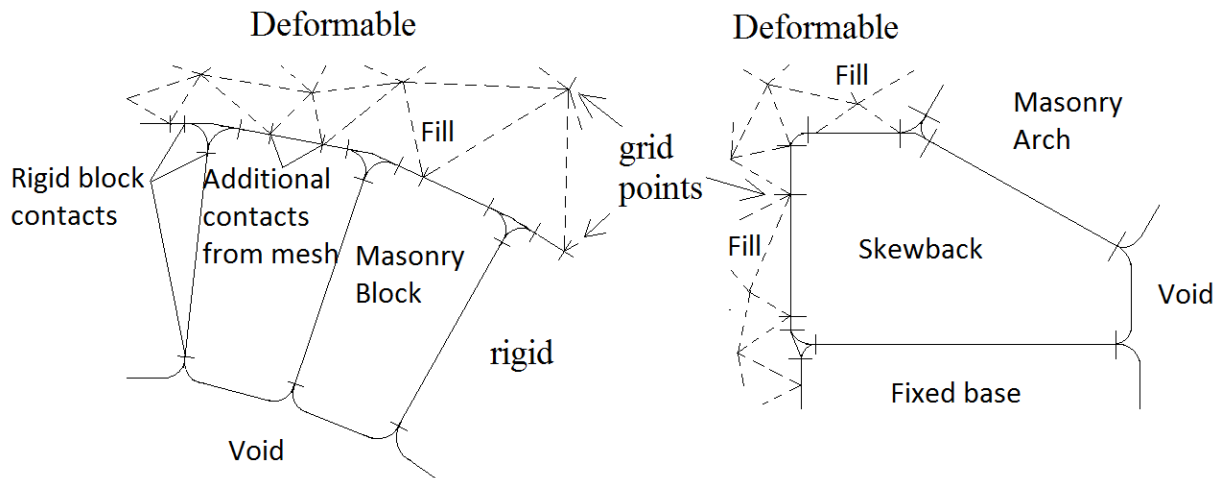 Deformable
Fill
Rigid block
contacts
Additional
contacts
from mesh
Masonry
Block
grid
points
rigid
Void
Deformable
Fill
Masonry
Arch
Fill
Skewback
Void
Fixed base